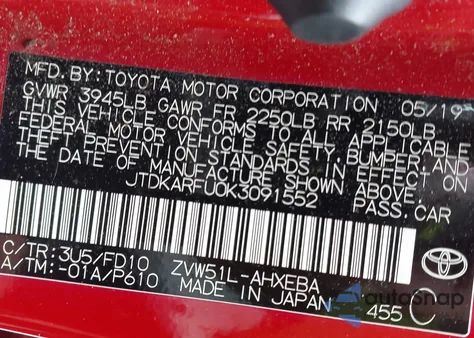 MFD. BY: TOYOTA MOTOR CORPORATION 05/19
GVWR 3945LB GAWR FR 2250LB RR 2150LB
THIS VEHICLE CONFORMS TO ALL APPLICABLE
FEDERAL MOTOR VEHICLE SAFETY, BUMPER, AND
THEFT PREVENTION STANDARDS IN EFFECT ON
THE DATE OF MANUFACTURE SHOWN ABOVE.
JTDKARFU0K3091552 PASS.CAR
C/TR:3U5/FD10 ZVW51L-AHXEBA
A/TM:-01A/P610 MADE IN JAPAN 455
TOYOTA
autoSnap